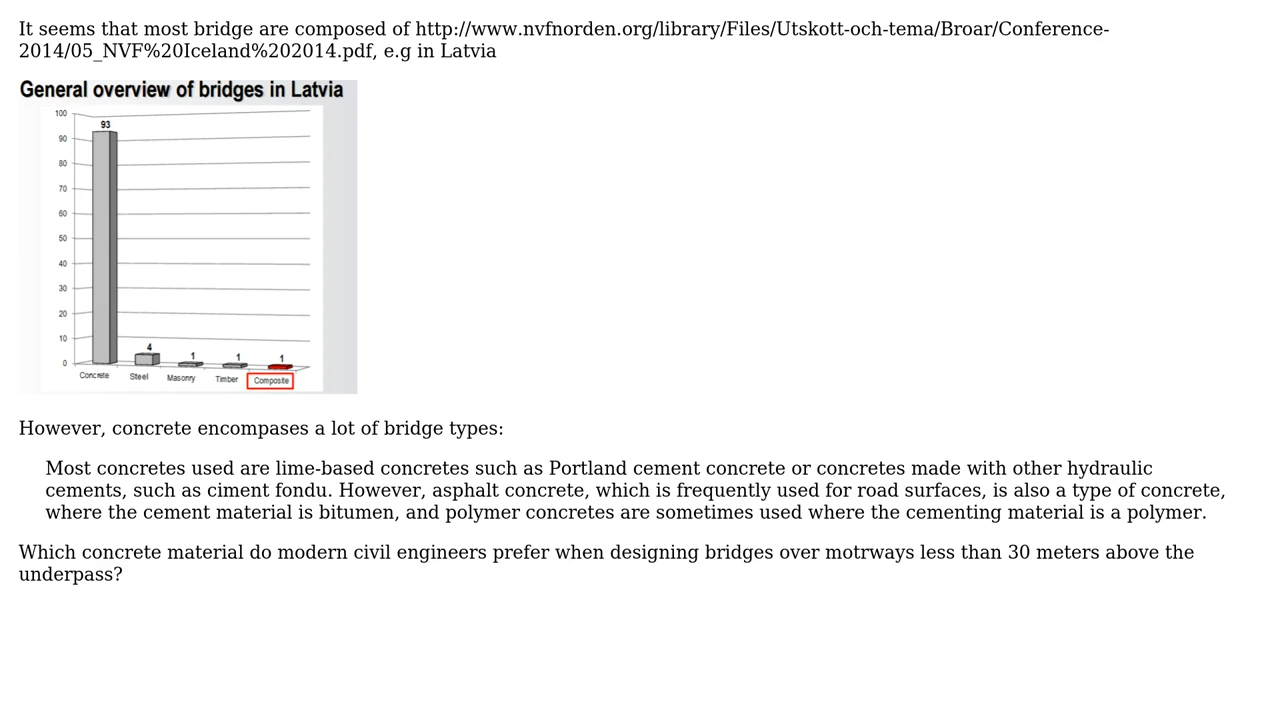 It seems that most bridge are composed of http://www.nvfnorden.org/library/Files/Utskott-och-tema/Broar/Conference-
2014/05_NVF%20Iceland%202014.pdf, e.g in Latvia
General overview of bridges in Latvia
100
90
80
70
60
50
40
30
20
10
0
93
4
1
1
1
Concrete
Steel
Masonry
Timber
Composite
However, concrete encompases a lot of bridge types:
Most concretes used are lime-based concretes such as Portland cement concrete or concretes made with other hydraulic
cements, such as ciment fondu. However, asphalt concrete, which is frequently used for road surfaces, is also a type of concrete,
where the cement material is bitumen, and polymer concretes are sometimes used where the cementing material is a polymer.
Which concrete material do modern civil engineers prefer when designing bridges over motrways less than 30 meters above the
underpass?